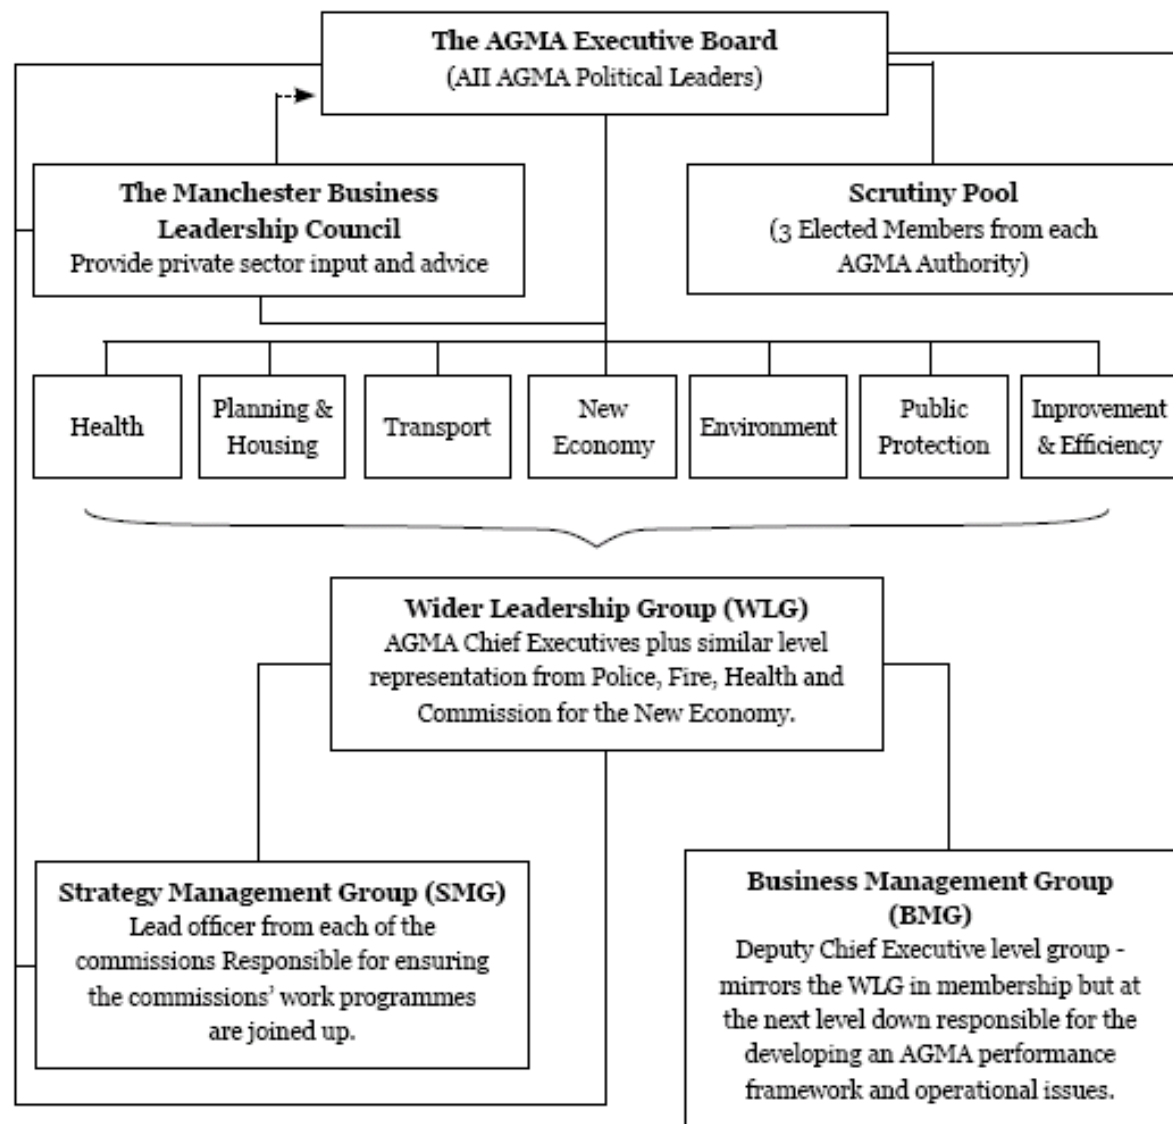 The AGMA Executive Board
(AII AGMA Political Leaders)
The Manchester Business
Leadership Council
Provide private sector input and advice
Scrutiny Pool
(3 Elected Members from each
AGMA Authority)
Health
Planning &
Housing
Transport
New
Economy
Environment
Public
Protection
Inprovement
& Efficiency
Wider Leadership Group (WLG)
AGMA Chief Executives plus similar level
representation from Police, Fire, Health and
Commission for the New Economy.
Strategy Management Group (SMG)
Lead officer from each of the
commissions Responsible for ensuring
the commissions’ work programmes
are joined up.
Business Management Group
(BMG)
Deputy Chief Executive level group -
mirrors the WLG in membership but at
the next level down responsible for the
developing an AGMA performance
framework and operational issues.